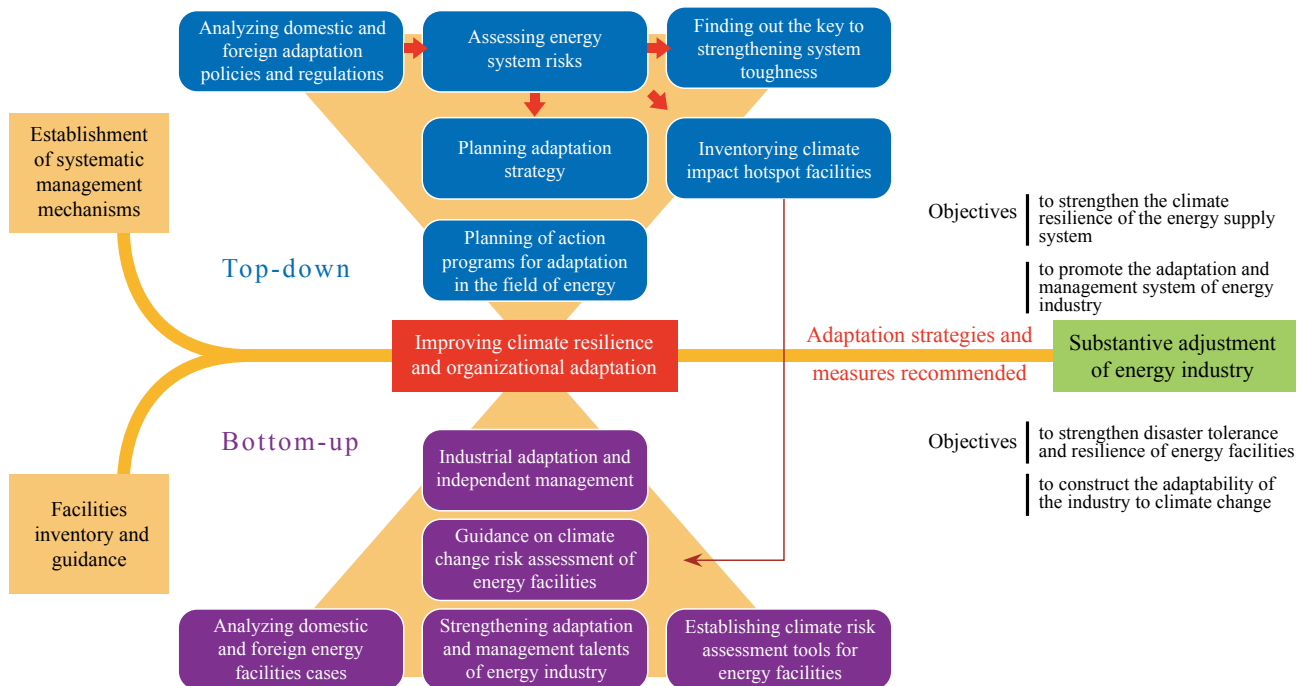 Analyzing domestic and
foreign adaptation
policies and regulations
Assessing energy
system risks
Finding out the key to
strengthening system
toughness
Establishment
of systematic
management
mechanisms
Planning adaptation
strategy
Inventorying climate
impact hotspot facilities
Objectives
to strengthen the climate
resilience of the energy supply
system
Top-down
Planning of action
programs for adaptation
in the field of energy
to promote the adaptation and
management system of energy
industry
Improving climate resilience
and organizational adaptation
Adaptation strategies and
measures recommended
Substantive adjustment
of energy industry
Bottom-up
Industrial adaptation and
independent management
Objectives
to strengthen disaster tolerance
and resilience of energy facilities
to construct the adaptability of
the industry to climate change
Facilities
inventory and
guidance
Guidance on climate
change risk assessment of
energy facilities
Analyzing domestic
and foreign energy
facilities cases
Strengthening adaptation
and management talents
of energy industry
Establishing climate risk
assessment tools for
energy facilities